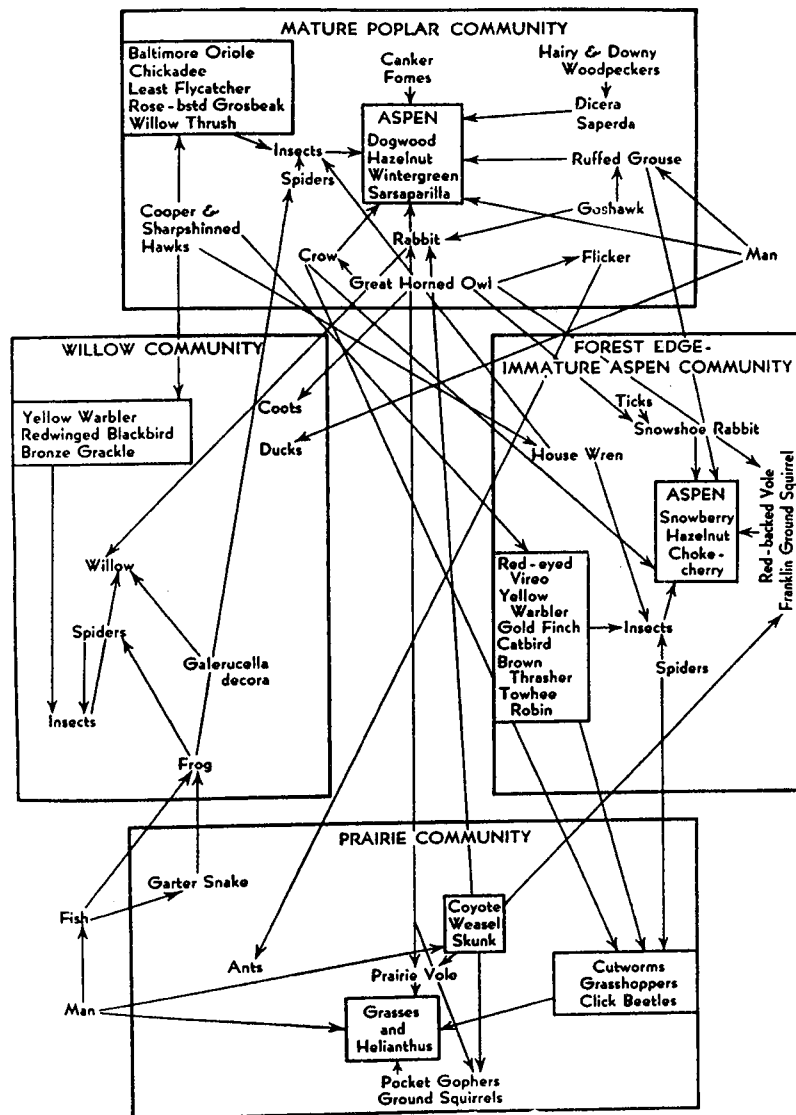 MATURE POPLAR COMMUNITY
Baltimore Oriole
Chickadee
Least Flycatcher
Rose-bstd Grosbeak
Willow Thrush
Canker
Fomes
Hairy & Downy
Woodpeckers
Dicera
Saperda
ASPEN
Dogwood
Hazelnut
Wintergreen
Sarsaparilla
Insects
Spiders
Ruffed Grouse
Goshawk
Cooper &
Sharpshinned
Hawks
Rabbit
Crow
Great Horned Owl
Flicker
Man
WILLOW COMMUNITY
Yellow Warbler
Redwinged Blackbird
Bronze Grackle
Coots
Ducks
Willow
Spiders
Galerucella
decora
Insects
Frog
FOREST EDGE-
IMMATURE ASPEN COMMUNITY
Ticks
Snowshoe Rabbit
House Wren
ASPEN
Snowberry
Hazelnut
Choke-
cherry
Red-backed Vole
Franklin Ground Squirrel
Red-eyed
Vireo
Yellow
Warbler
Gold Finch
Catbird
Brown
Thrasher
Towhee
Robin
Insects
Spiders
PRAIRIE COMMUNITY
Garter Snake
Fish
Man
Ants
Coyote
Weasel
Skunk
Prairie Vole
Grasses
and
Helianthus
Pocket Gophers
Ground Squirrels
Cutworms
Grasshoppers
Click Beetles